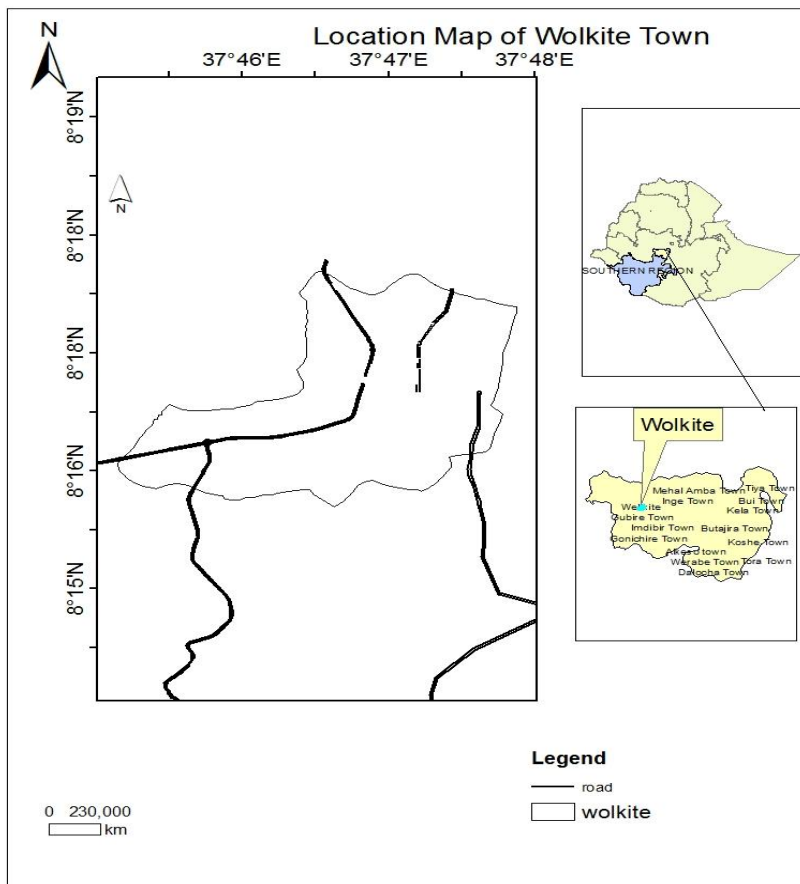 N
Location Map of Wolkite Town
37°46'E 37°47'E 37°48'E
8°19'N
8°18'N
8°18'N
8°16'N
8°15'N
N
SOUTHERN REGION
Wolkite
Mehal Amba Town
Tiya Town
Inge Town
Bui Town
Kela Town
Gubire Town
Imdibir Town
Butajira Town
Gonichire Town
Koshe Town
Werabe Town
Tora Town
Dalocha Town
Legend
road
wolkite
0 230,000
km